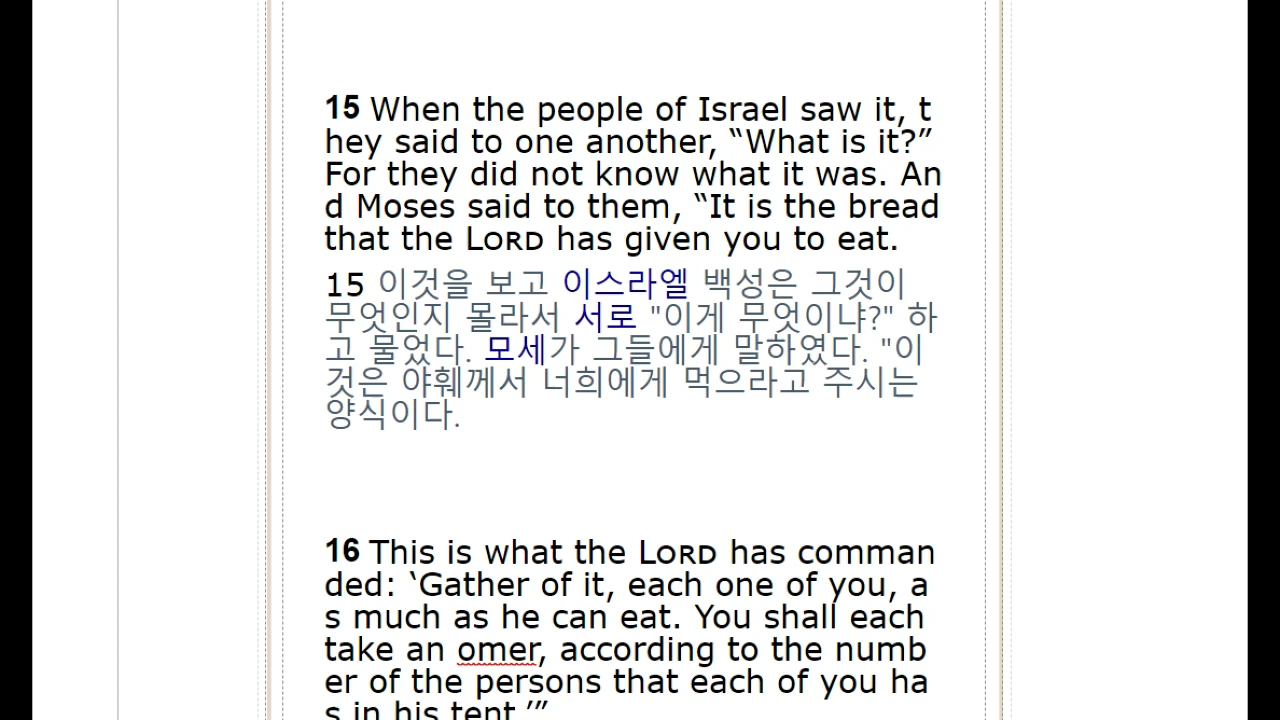 15 When the people of Israel saw it, t
hey said to one another, “What is it?”
For they did not know what it was. An
d Moses said to them, “It is the bread
that the LORD has given you to eat.
15 이것을 보고 이스라엘 백성은 그것이
무엇인지 몰라서 서로 "이게 무엇이냐?" 하
고 물었다. 모세가 그들에게 말하였다. "이
것은 야훼께서 너희에게 먹으라고 주시는
양식이다.
16 This is what the LORD has comman
ded: ‘Gather of it, each one of you, a
s much as he can eat. You shall each
take an omer, according to the numb
er of the persons that each of you ha
s in his tent.’”